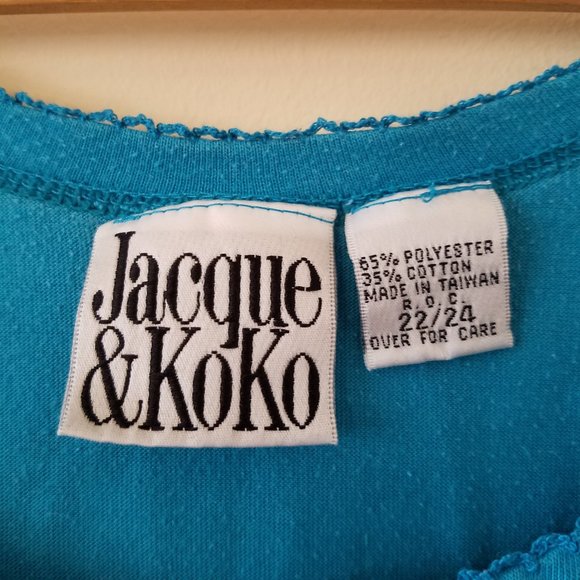 Jacque
&KoKo
65% POLYESTER
35% COTTON
MADE IN TAIWAN
R.O.C.
22/24
OVER FOR CARE